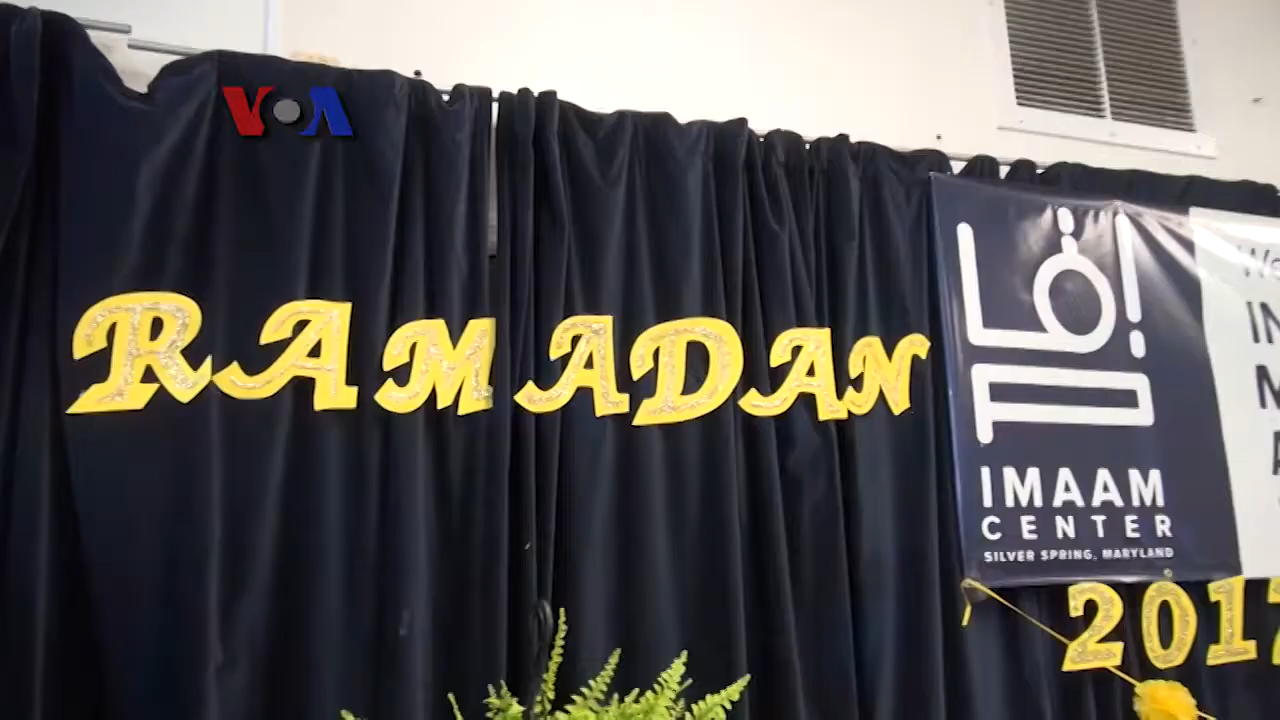 VOA
RAMADAN
IMAAM
CENTER
SILVER SPRING, MARYLAND
201